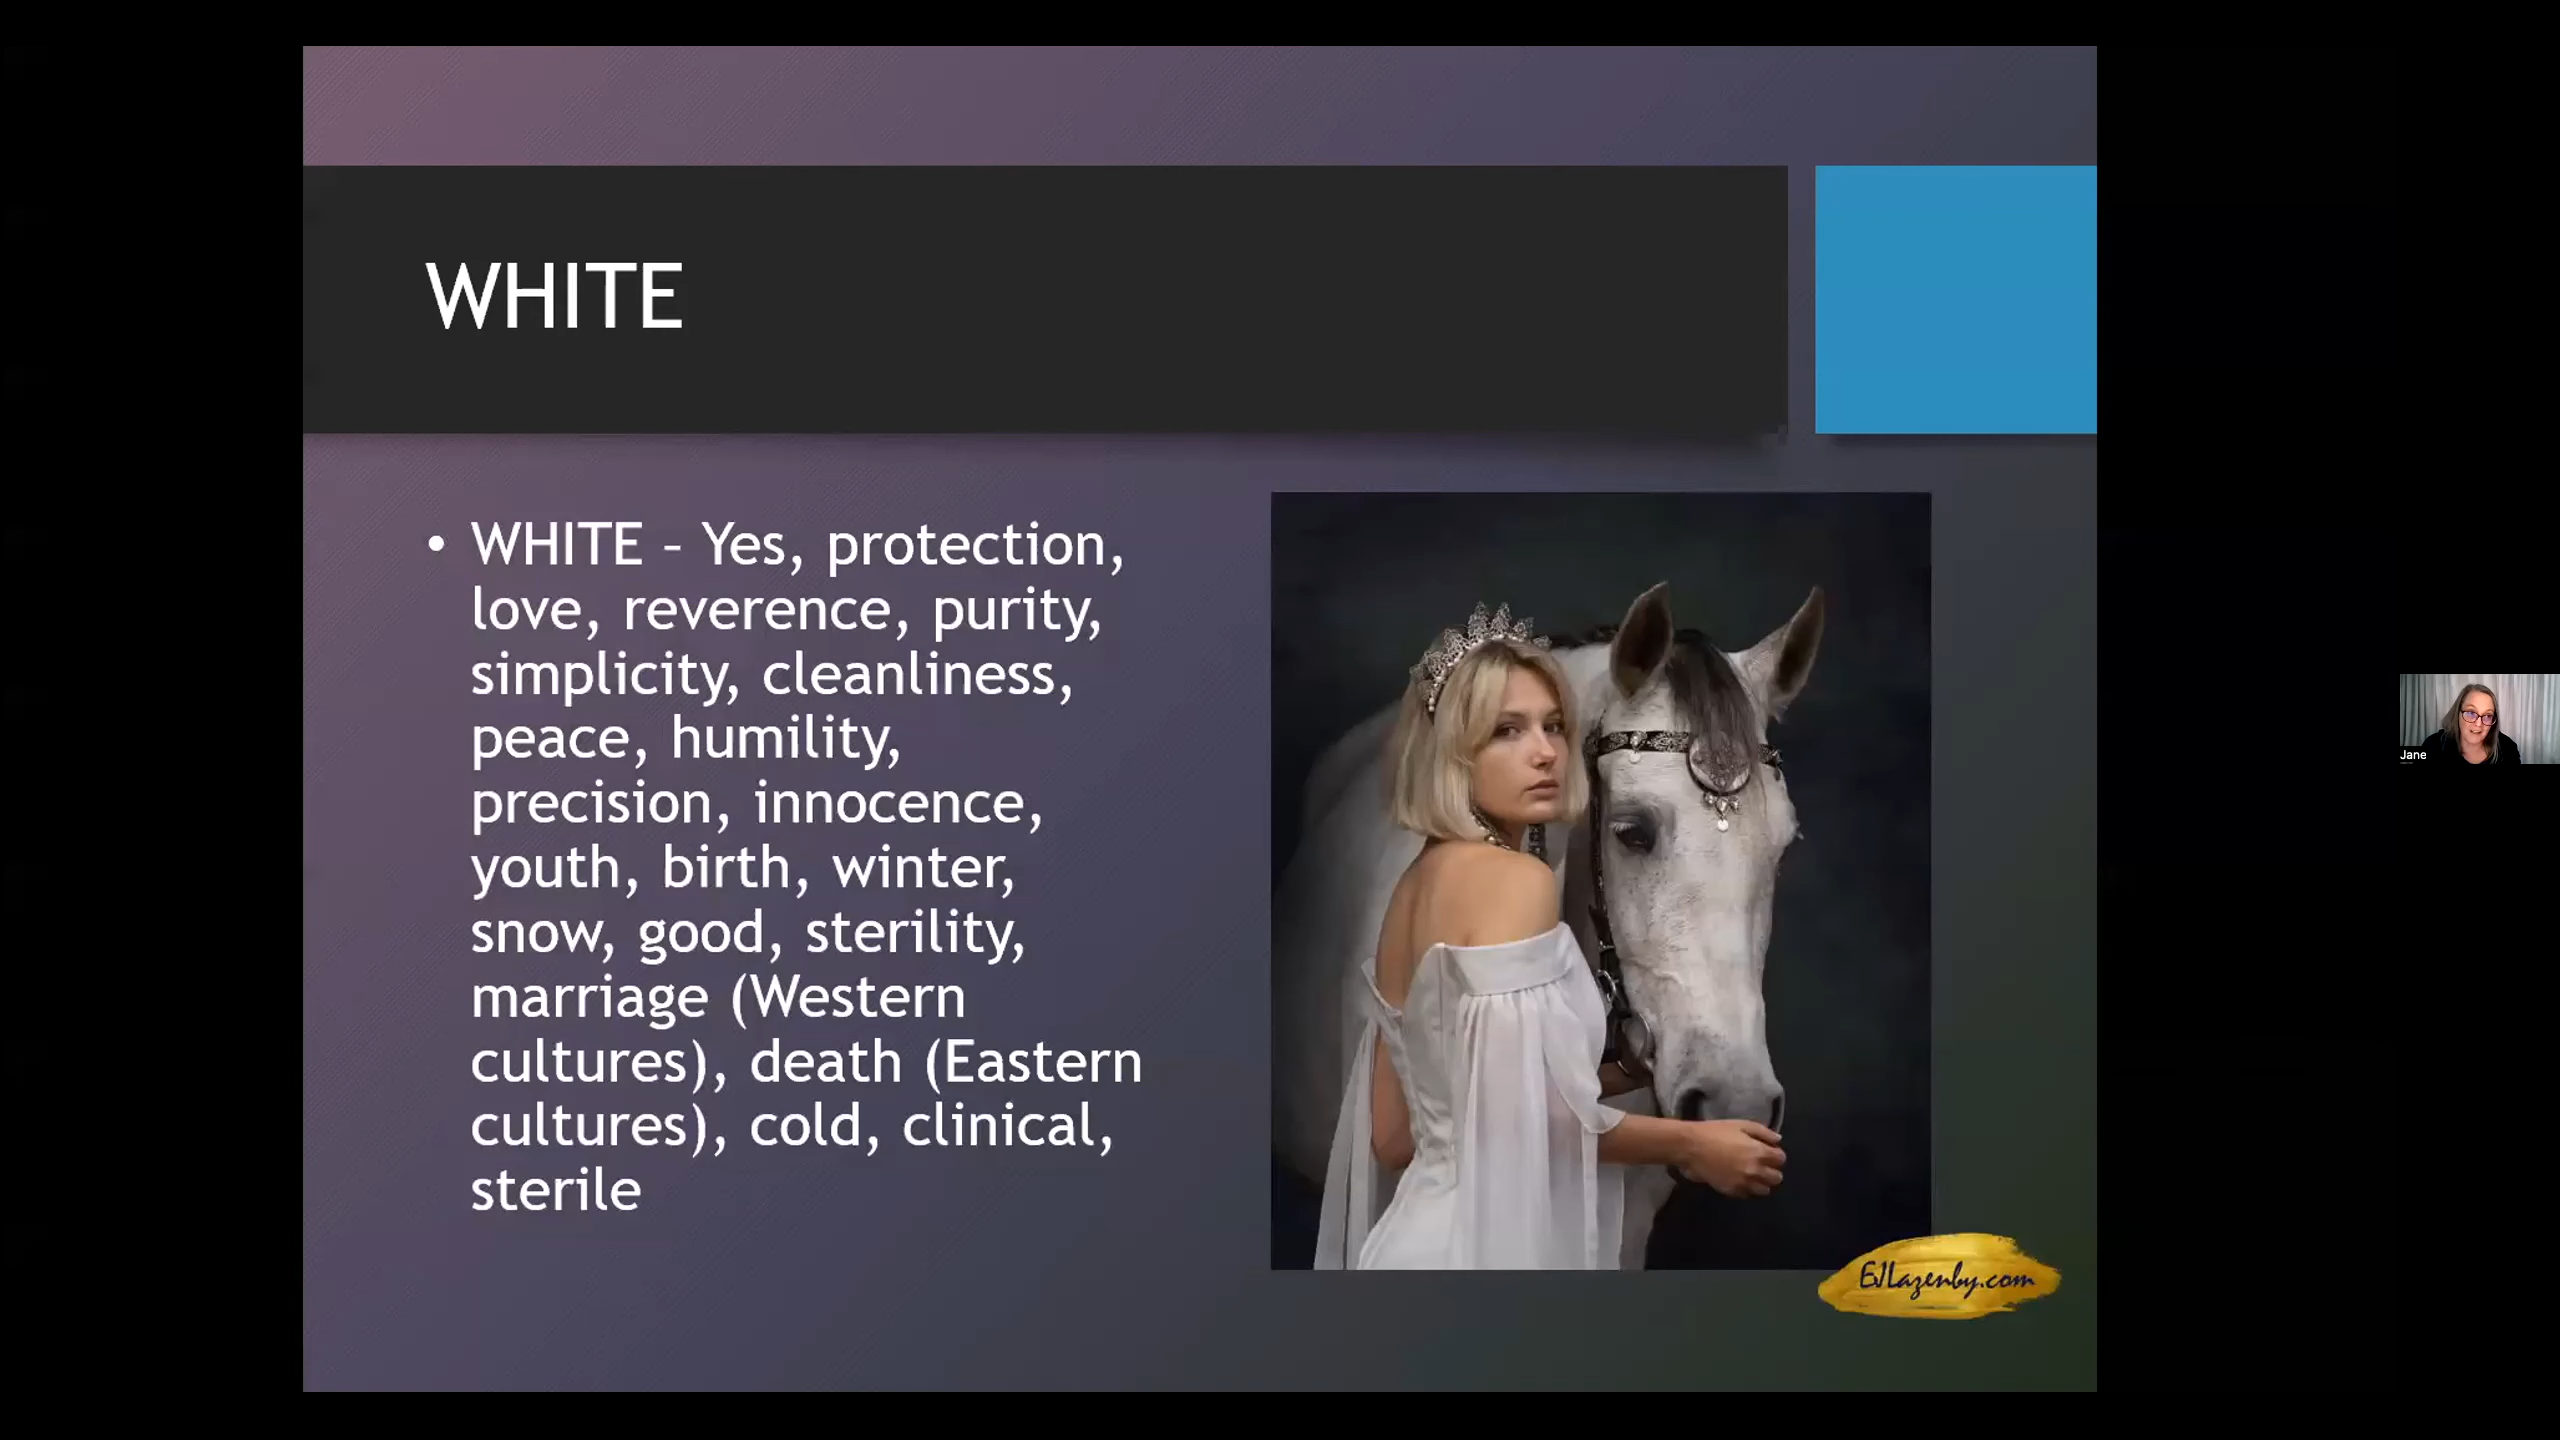 WHITE
• WHITE – Yes, protection,
love, reverence, purity,
simplicity, cleanliness,
peace, humility,
precision, innocence,
youth, birth, winter,
snow, good, sterility,
marriage (Western
cultures), death (Eastern
cultures), cold, clinical,
sterile
EJLazenby.com
Jane